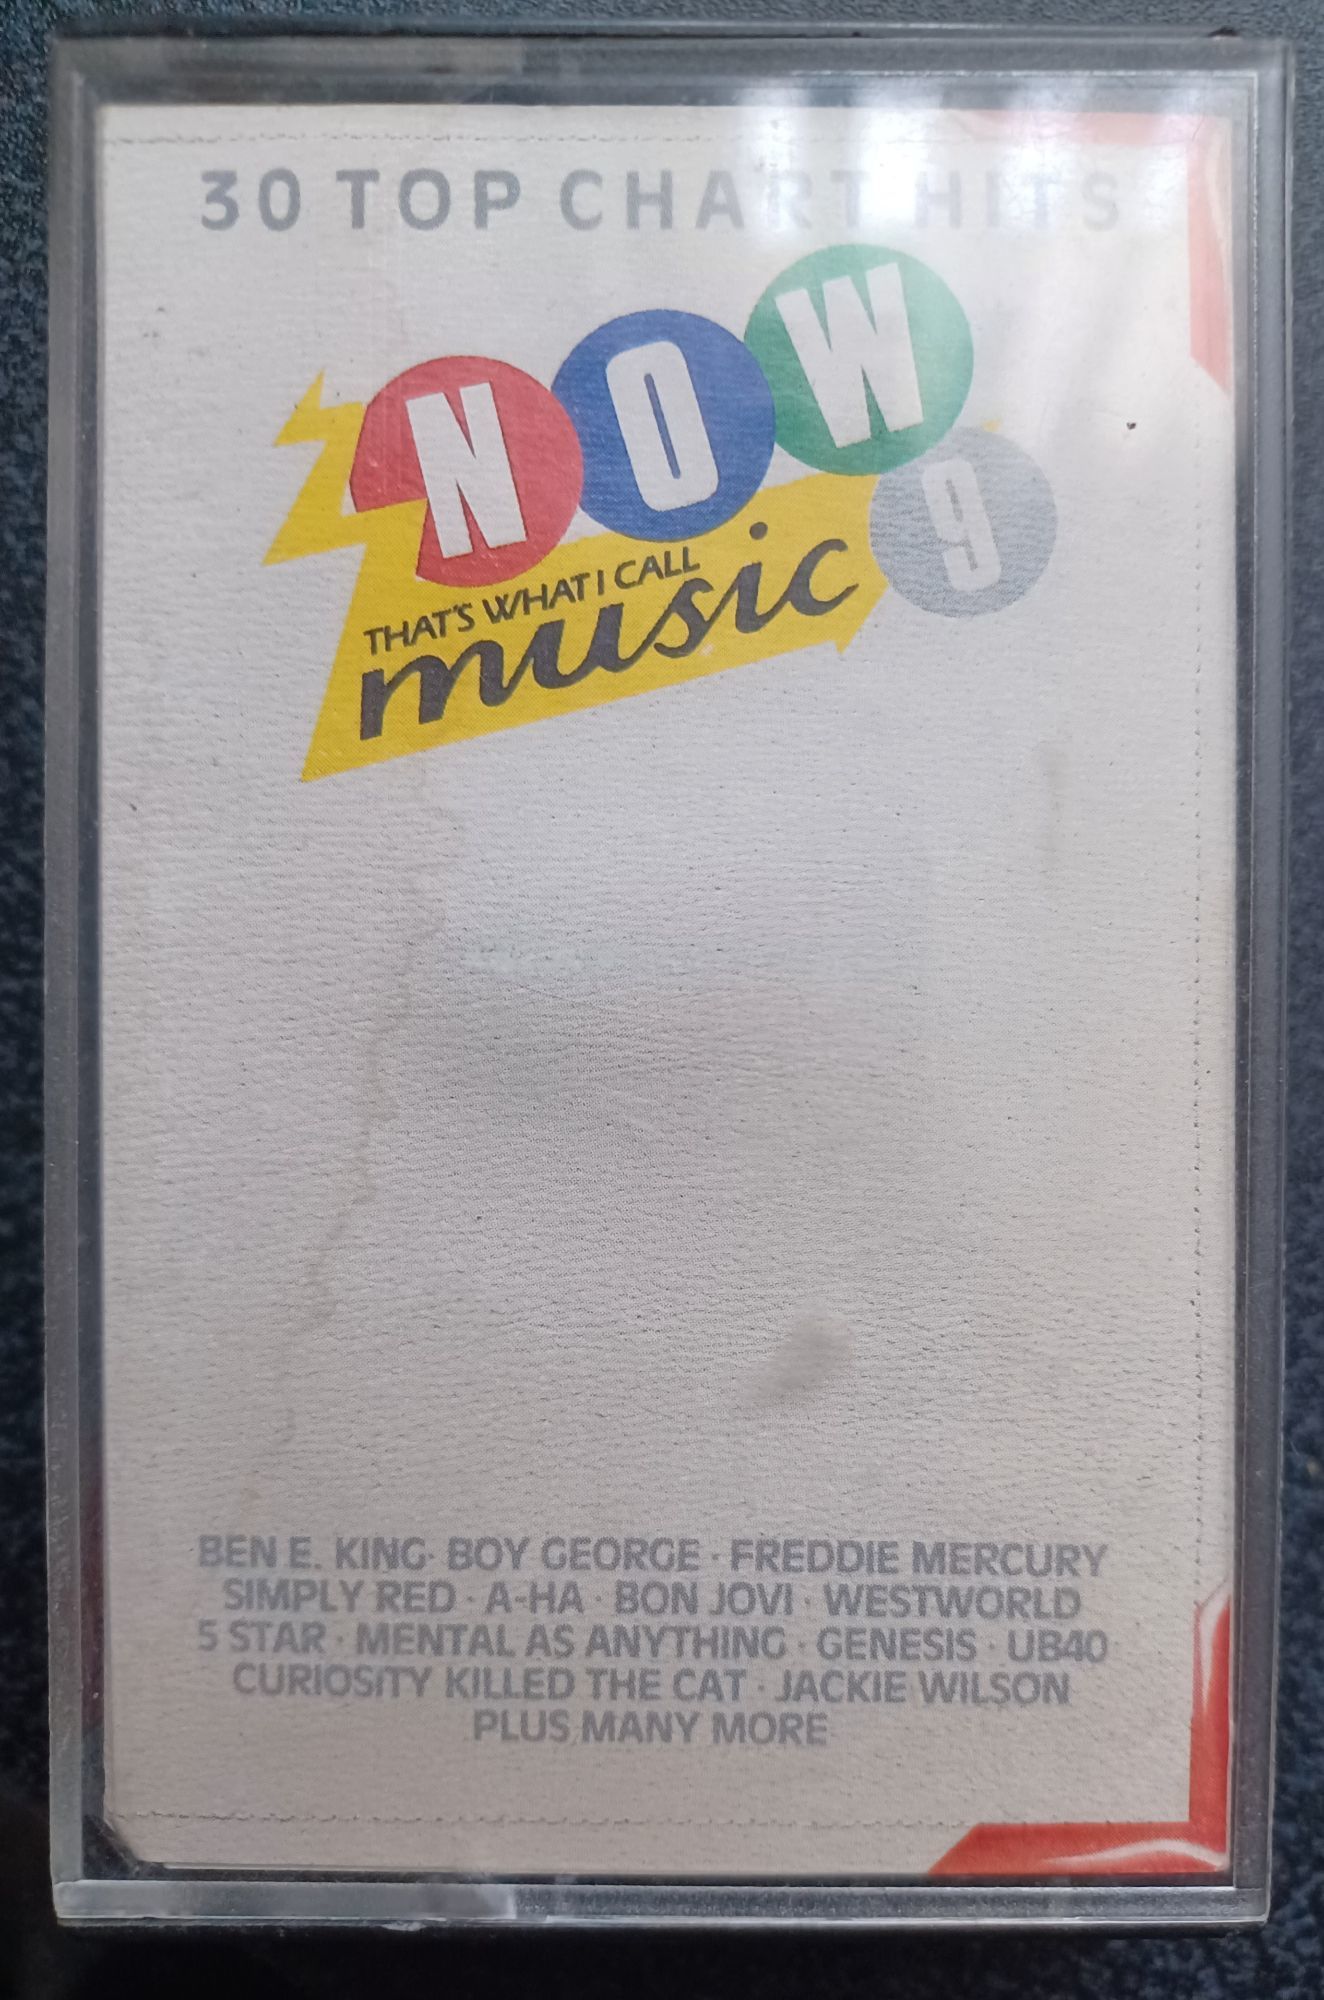 30 TOP CHART HITS
NOW
9
THAT'S WHAT I CALL
music
BEN E. KING· BOY GEORGE · FREDDIE MERCURY
SIMPLY RED · A-HA · BON JOVI · WESTWORLD
5 STAR · MENTAL AS ANYTHING · GENESIS · UB40
CURIOSITY KILLED THE CAT · JACKIE WILSON
PLUS MANY MORE